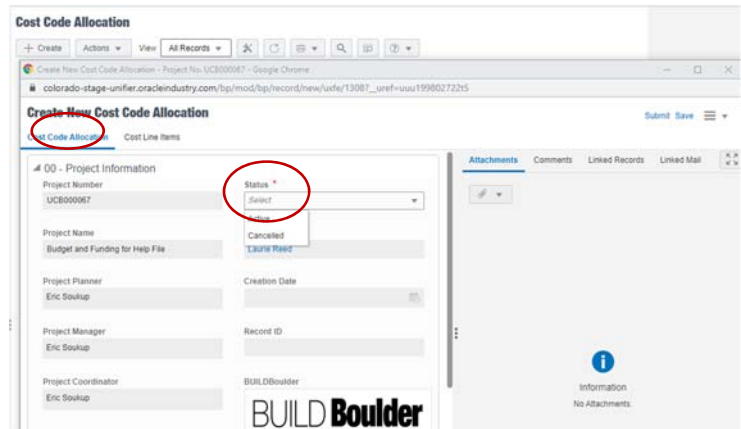 Cost Code Allocation
Create Actions View All Records
Create New Cost Code Allocation - Project No. UCB000067 - Google Chrome
colorado-stage-unifier.oracleindustry.com/bp/mod/bp/record/new/uxfe/1308?_uref=uuu199802722t5
Create New Cost Code Allocation
Submit Save
Cost Code Allocation Cost Line Items
Attachments Comments Linked Records Linked Mail
00 - Project Information
Project Number Status *
UCB000067 Select
Active
Cancelled
Project Name
Budget and Funding for Help File Laurie Reed
Project Planner Creation Date
Eric Soukup
Project Manager Record ID
Eric Soukup
Project Coordinator BUILDBoulder
Eric Soukup BUILD Boulder
Information
No Attachments.